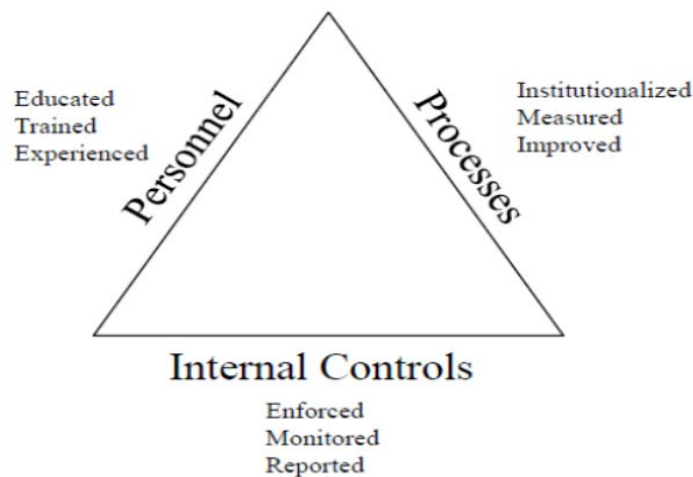 Educated
Trained
Experienced
Personnel
Processes
Institutionalized
Measured
Improved
Internal Controls
Enforced
Monitored
Reported